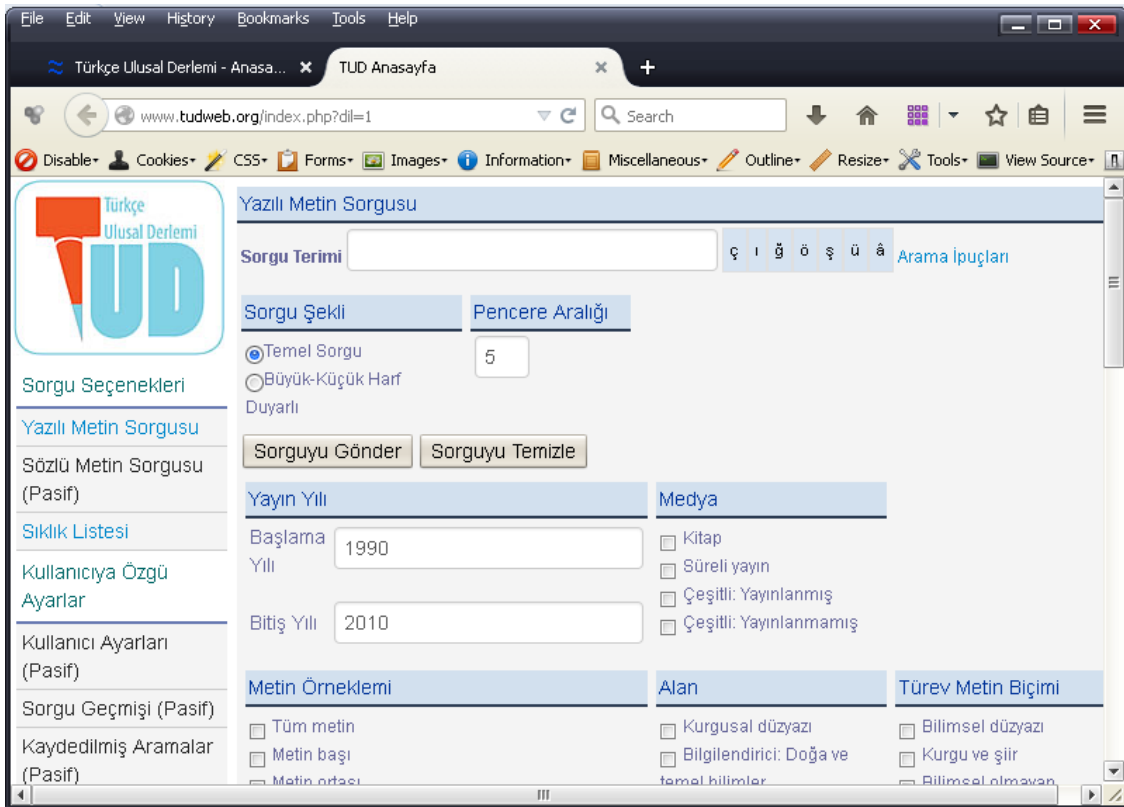 File Edit View History Bookmarks Tools Help
Türkçe Ulusal Derlemi - Anasa... TUD Anasayfa
www.tudweb.org/index.php?dil=1 Search
Disable Cookies CSS Forms Images Information Miscellaneous Outline Resize Tools View Source
Türkçe
Ulusal Derlemi
TUD
Sorgu Seçenekleri
Yazılı Metin Sorgusu
Sözlü Metin Sorgusu
(Pasif)
Sıklık Listesi
Kullanıcıya Özgü
Ayarlar
Kullanıcı Ayarları
(Pasif)
Sorgu Geçmişi (Pasif)
Kaydedilmiş Aramalar
(Pasif)
Yazılı Metin Sorgusu
Sorgu Terimi ç ı ğ ö ş ü â Arama İpuçları
Sorgu Şekli Pencere Aralığı
Temel Sorgu 5
Büyük-Küçük Harf
Duyarlı
Sorguyu Gönder Sorguyu Temizle
Yayın Yılı
Başlama
Yılı
1990
Bitiş Yılı 2010
Medya
Kitap
Süreli yayın
Çeşitli: Yayınlanmış
Çeşitli: Yayınlanmamış
Metin Örneklemi
Tüm metin
Metin başı
Metin ortası
Alan
Kurgusal düzyazı
Bilgilendirici: Doğa ve
temel bilimler
Türev Metin Biçimi
Bilimsel düzyazı
Kurgu ve şiir
Bilimsel olmayan